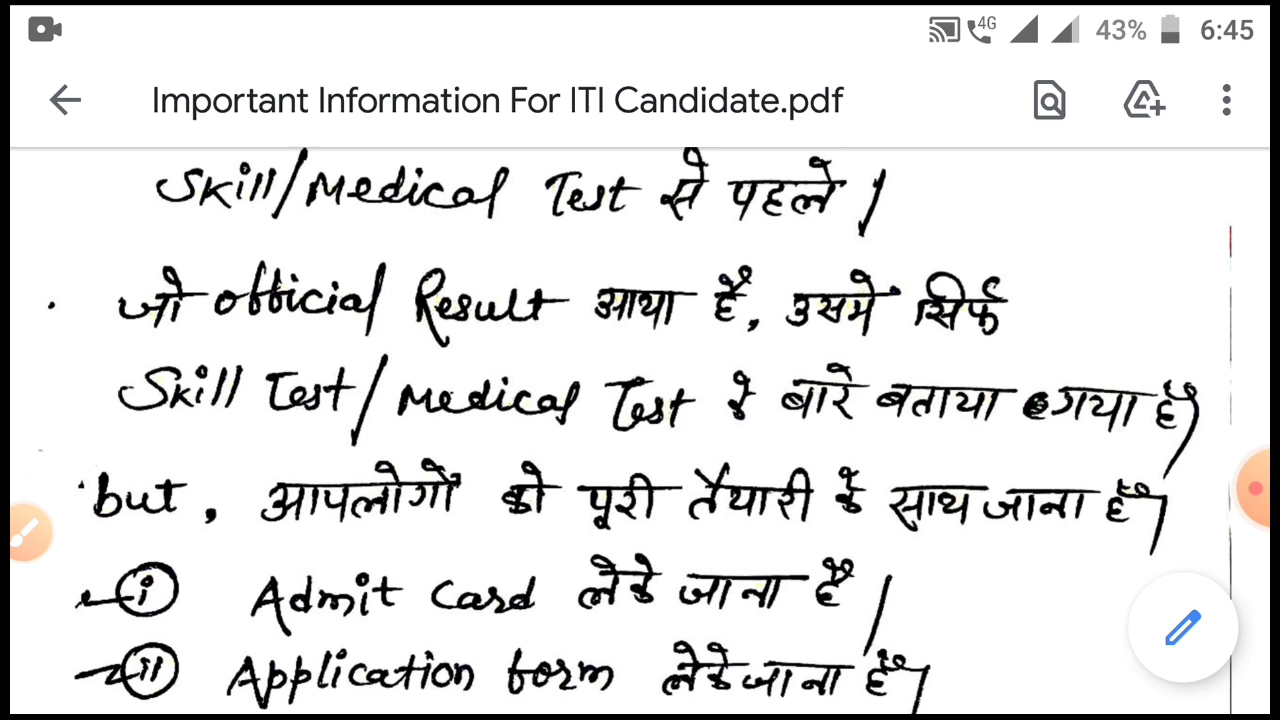 4G 43% 6:45
Important Information For ITI Candidate.pdf
Skill/Medical Test से पहले।
. जो official Result आया है, उसमें सिर्फ
Skill Test/Medical Test के बारे बताया गया है।
but, आपलोगों को पूरी तैयारी के साथ जाना है।
(i) Admit Card लेके जाना है।
(ii) Application form लेके जाना है।